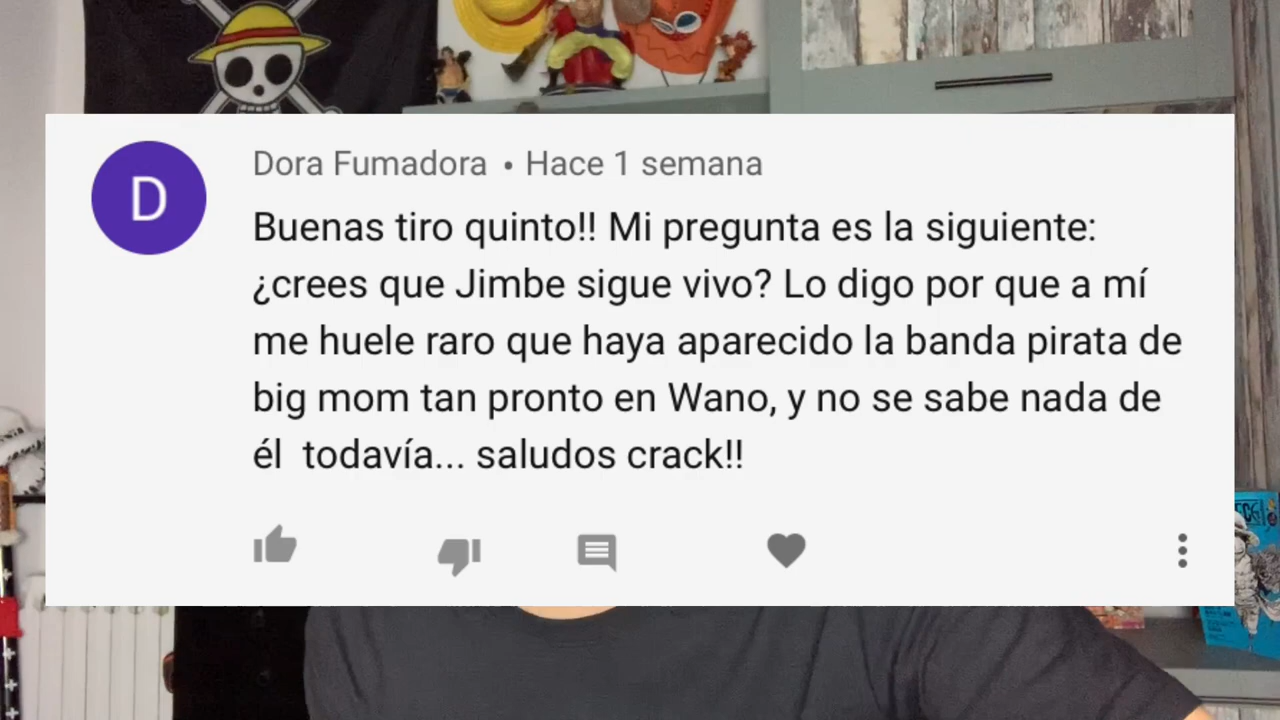 D
Dora Fumadora • Hace 1 semana
Buenas tiro quinto!! Mi pregunta es la siguiente:
¿crees que Jimbe sigue vivo? Lo digo por que a mí
me huele raro que haya aparecido la banda pirata de
big mom tan pronto en Wano, y no se sabe nada de
él  todavía... saludos crack!!